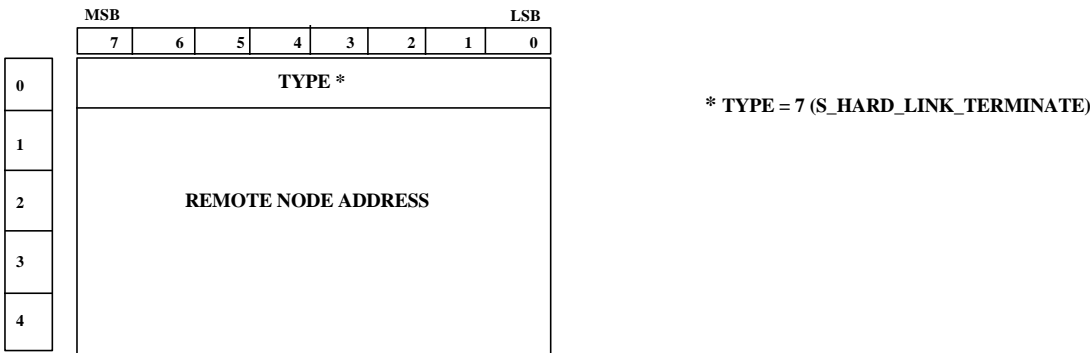 MSB LSB
7 6 5 4 3 2 1 0
0 TYPE *
* TYPE = 7 (S_HARD_LINK_TERMINATE)
1
2 REMOTE NODE ADDRESS
3
4